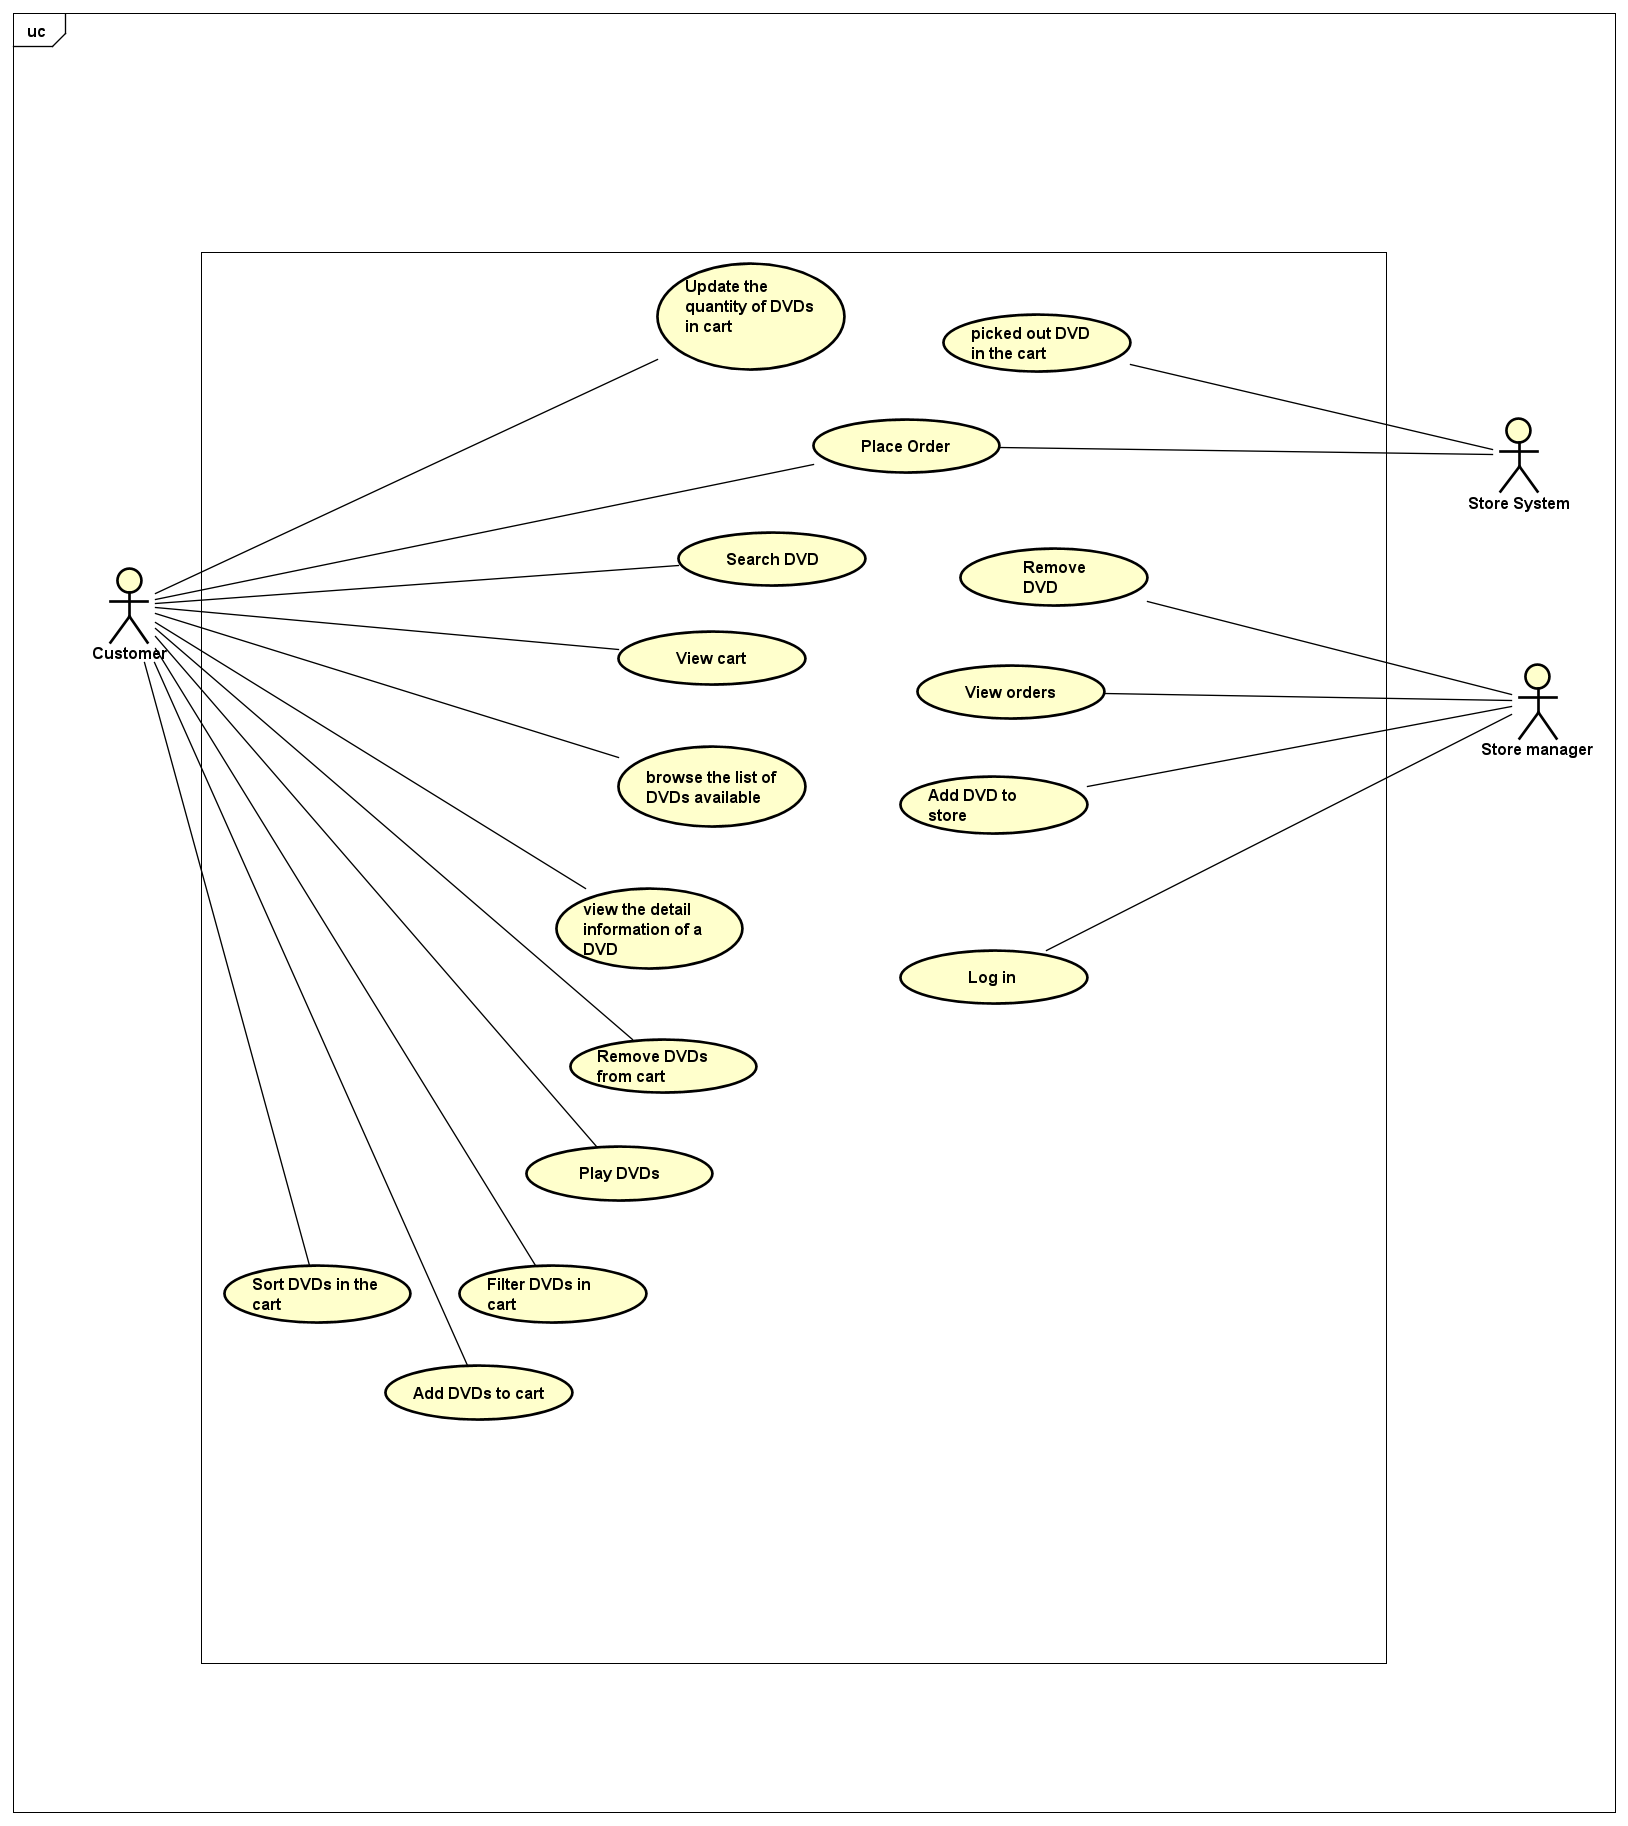 uc
Update the
quantity of DVDs
in cart
picked out DVD
in the cart
Place Order
Store System
Search DVD
Remove
DVD
Customer
View cart
View orders
Store manager
browse the list of
DVDs available
Add DVD to
store
view the detail
information of a
DVD
Log in
Remove DVDs
from cart
Play DVDs
Sort DVDs in the
cart
Filter DVDs in
cart
Add DVDs to cart